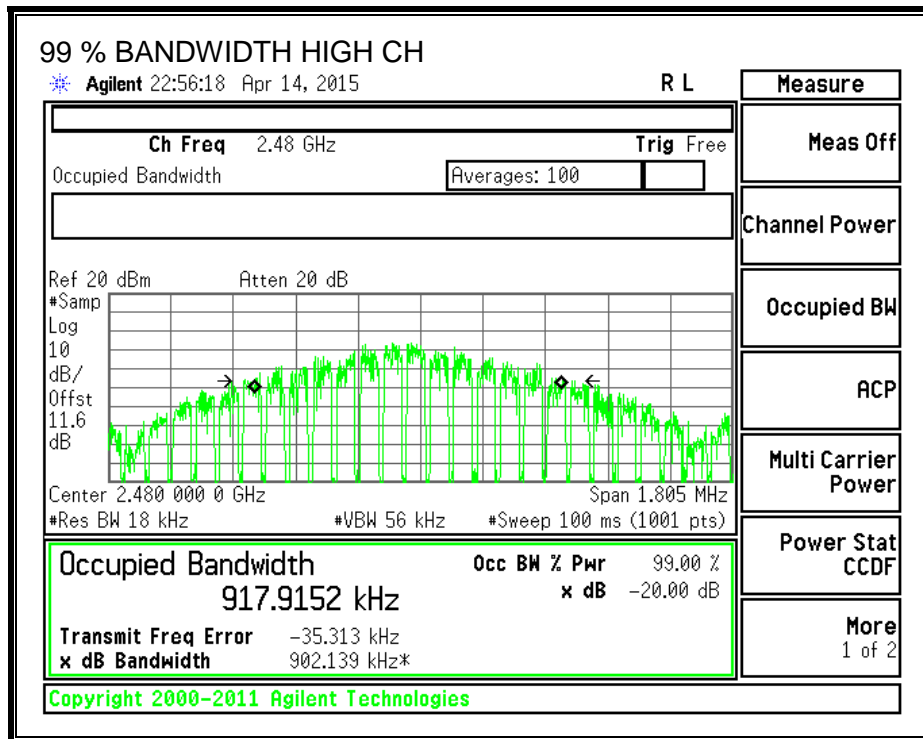 99 % BANDWIDTH HIGH CH
Agilent 22:56:18 Apr 14, 2015 R L
Measure
Ch Freq 2.48 GHz Trig Free
Meas Off
Occupied Bandwidth Averages: 100
Channel Power
Ref 20 dBm Atten 20 dB
#Samp
Log
10
dB/
Offst
11.6
dB
Occupied BW
ACP
Center 2.480 000 0 GHz Span 1.805 MHz
#Res BW 18 kHz #VBW 56 kHz #Sweep 100 ms (1001 pts)
Multi Carrier
Power
Occupied Bandwidth Occ BW % Pwr 99.00 %
917.9152 kHz x dB -20.00 dB
Transmit Freq Error -35.313 kHz
x dB Bandwidth 902.139 kHz*
Power Stat
CCDF
More
1 of 2
Copyright 2000-2011 Agilent Technologies